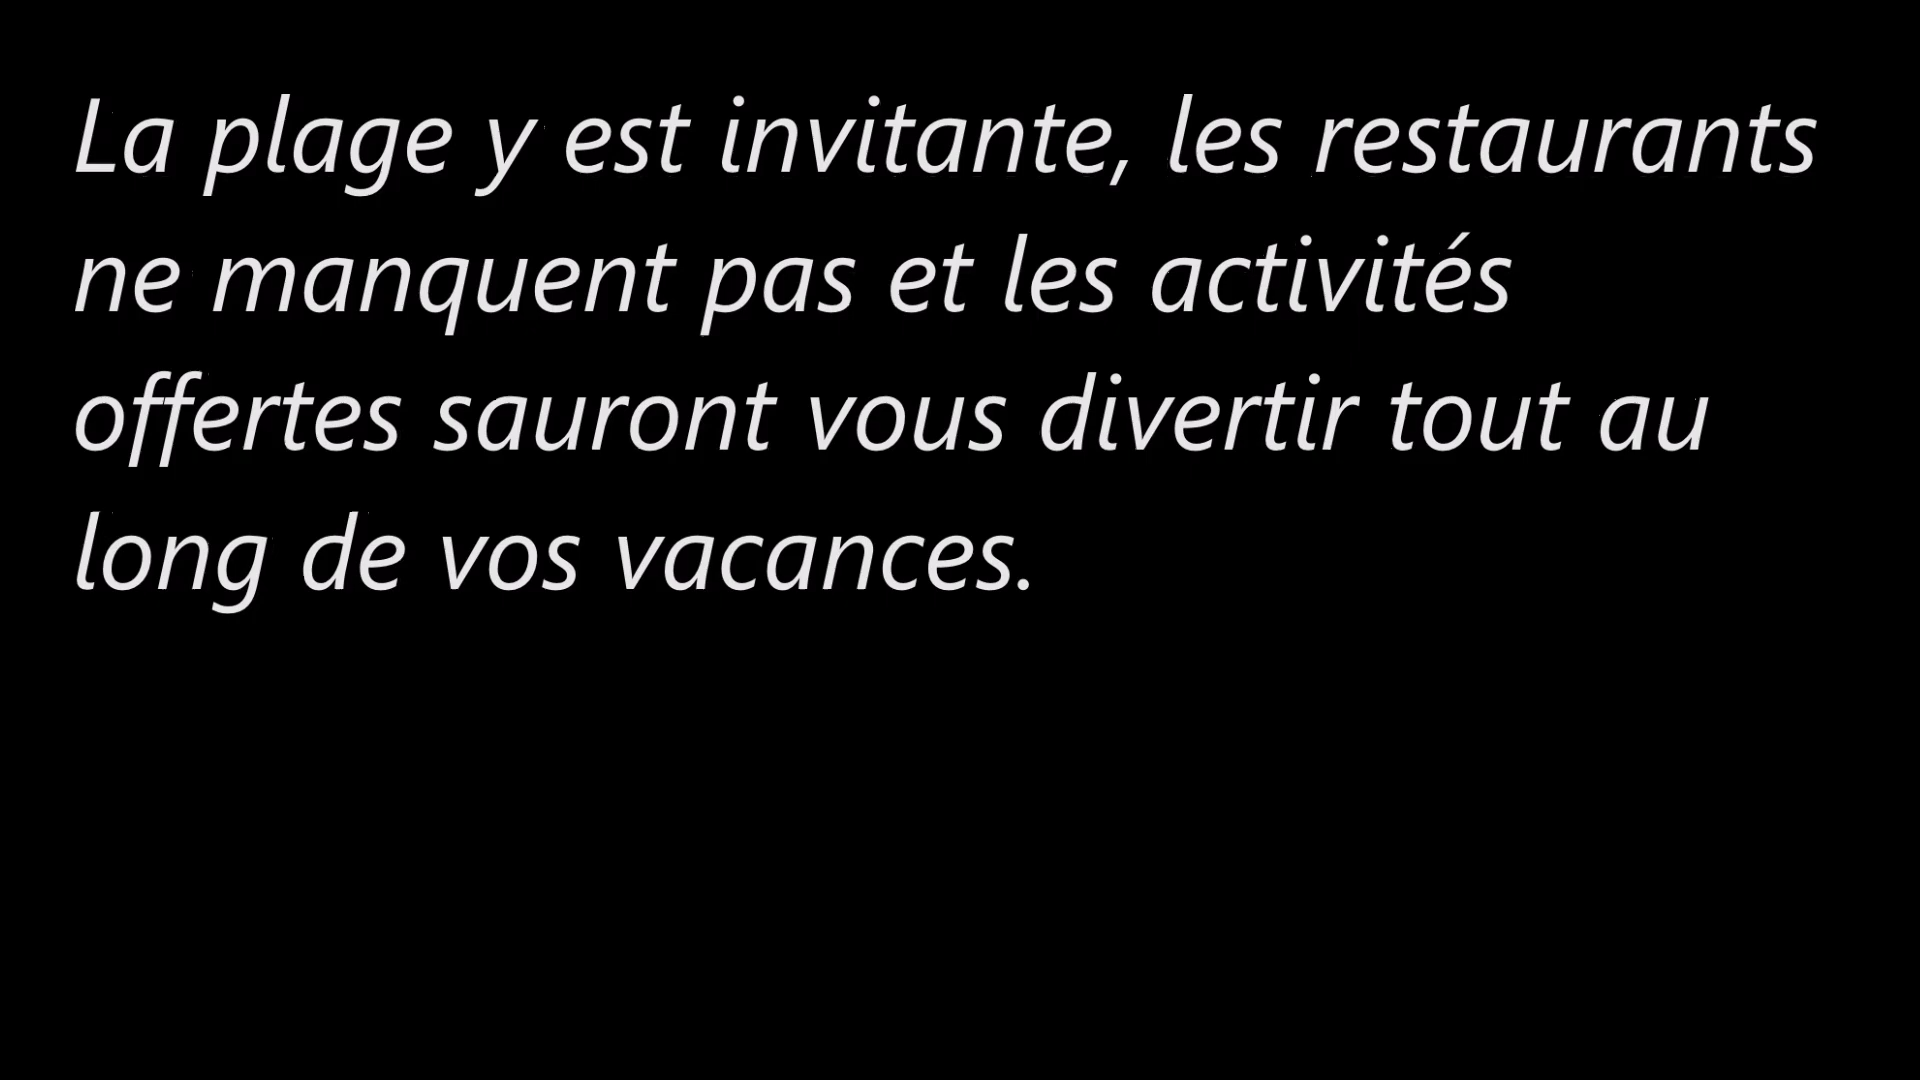 La plage y est invitante, les restaurants
ne manquent pas et les activités
offertes sauront vous divertir tout au
long de vos vacances.